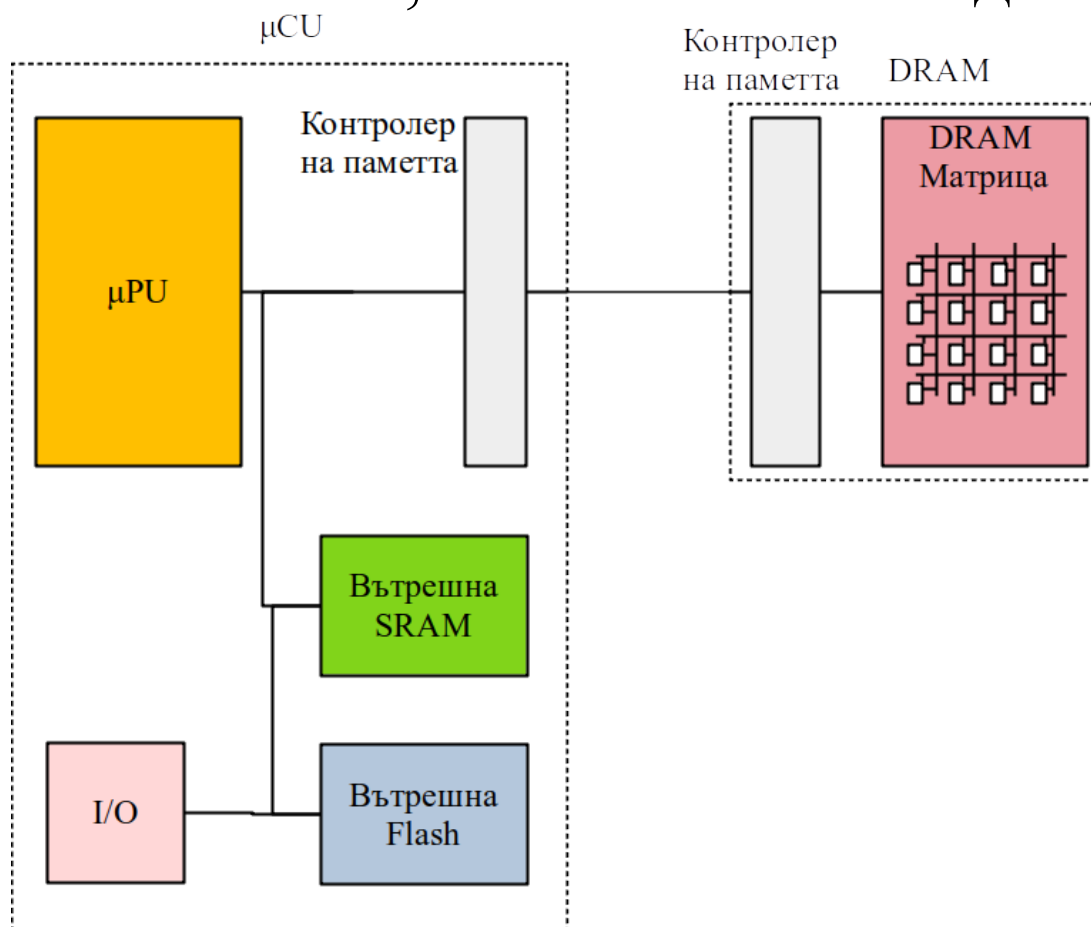 μCU
Контролер
на паметта
DRAM
μPU
Контролер
на паметта
DRAM
Матрица
Вътрешна
SRAM
I/O
Вътрешна
Flash